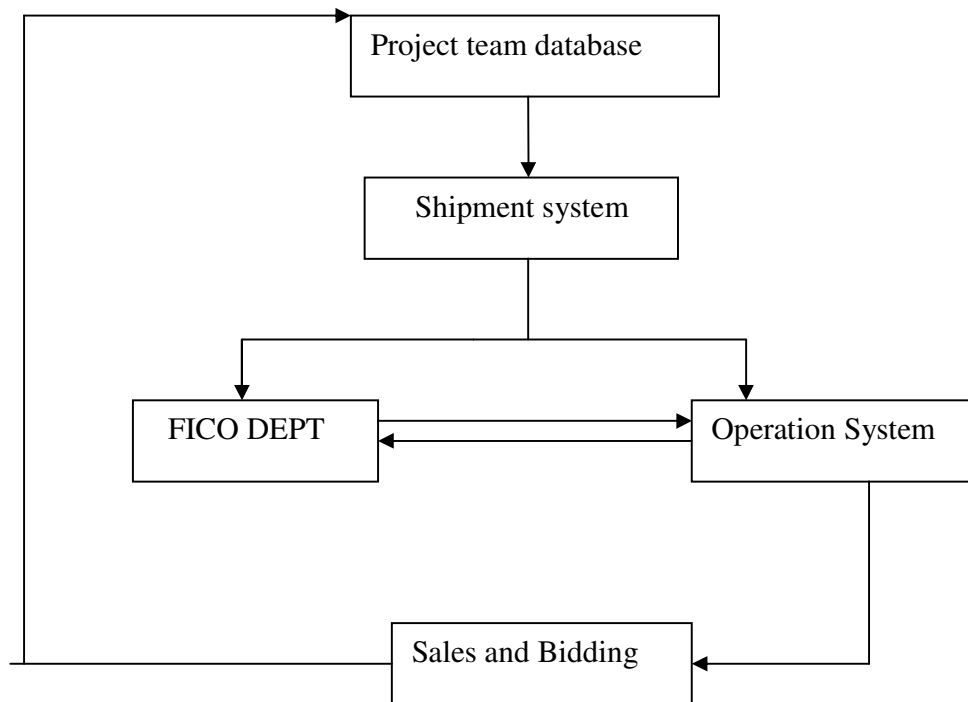 Project team database
Shipment system
FICO DEPT
Operation System
Sales and Bidding